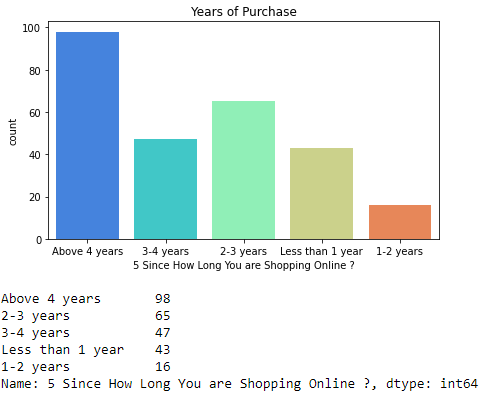 Years of Purchase
100
80
60
40
20
0
count
Above 4 years 3-4 years 2-3 years Less than 1 year 1-2 years
5 Since How Long You are Shopping Online ?
Above 4 years 98
2-3 years 65
3-4 years 47
Less than 1 year 43
1-2 years 16
Name: 5 Since How Long You are Shopping Online ?, dtype: int64